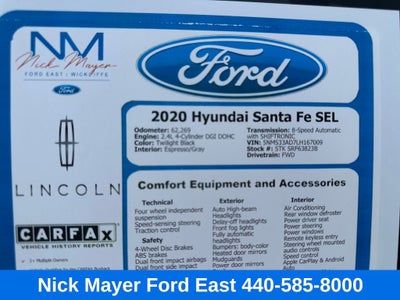 NM
Nick Mayer
FORD EAST | WICKLIFFE
Ford
LINCOLN
CARFAX
VEHICLE HISTORY REPORTS
Ford
2020 Hyundai Santa Fe SEL
Odometer: 62,269
Engine: 2.4L 4-Cylinder DGI DOHC
Color: Twilight Black
Interior: Espresso/Gray
Transmission: 8-Speed Automatic
with SHIFTRONIC
VIN: 5NMS33AD7LH167009
Stock #: STK SRP63823B
Drivetrain: FWD
Comfort Equipment and Accessories
Technical
Four wheel independent
suspension
Speed-sensing steering
Traction control
Safety
4-Wheel Disc Brakes
ABS brakes
Dual front impact airbags
Dual front side impact
Exterior
Auto High-beam
Headlights
Delay-off headlights
Front fog lights
Fully automatic
headlights
Bumpers: body-color
Heated door mirrors
Mudguards
Power door mirrors
Interior
Air Conditioning
Rear window defroster
Power driver seat
Power steering
Power windows
Remote keyless entry
Steering wheel mounted
audio controls
Speed control
Apple CarPlay & Android
Auto
Nick Mayer Ford East 440-585-8000